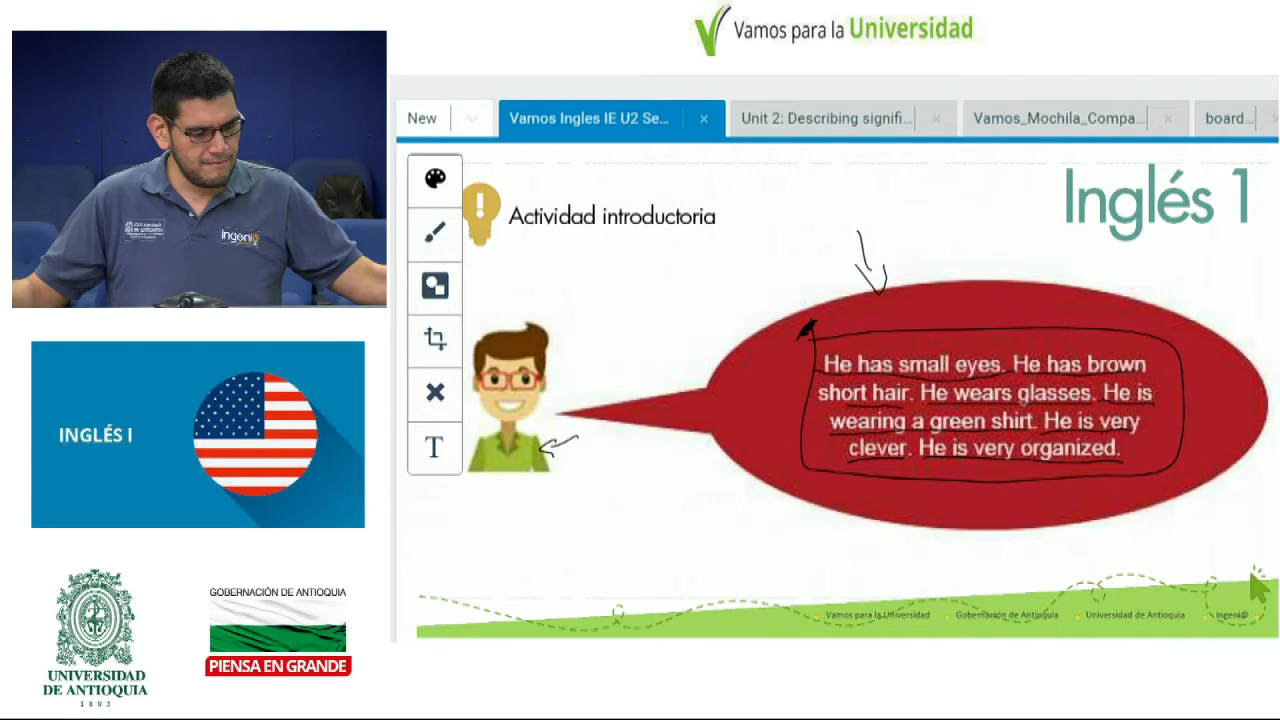 Vamos para la Universidad
New
Vamos Ingles IE U2 Se...
Unit 2: Describing signifi...
Vamos_Mochila_Compa...
board...
Inglés 1
Actividad introductoria
T
He has small eyes. He has brown
short hair. He wears glasses. He is
wearing a green shirt. He is very
clever. He is very organized.
Vamos para la Universidad
Gobernación de Antioquia
Universidad de Antioquia
Ingeni@
Ingeni@
INGLÉS I
UNIVERSIDAD
DE ANTIOQUIA
1803
GOBERNACIÓN DE ANTIOQUIA
PIENSA EN GRANDE